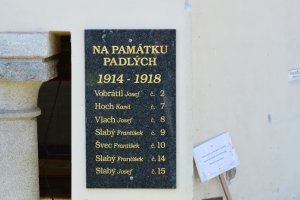 NA PAMÁTKU
PADLÝCH
1914 - 1918
Vobrátil Josef č. 2
Hoch Karel č. 7
Vlach Josef č. 8
Slabý František č. 9
Švec František č. 10
Slabý František č. 14
Slabý Josef č. 15